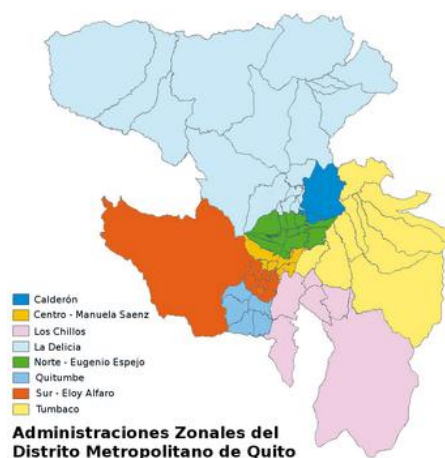 Calderón
Centro - Manuela Saenz
Los Chillos
La Delicia
Norte - Eugenio Espejo
Quitumbe
Sur - Eloy Alfaro
Tumbaco
Administraciones Zonales del
Distrito Metropolitano de Quito